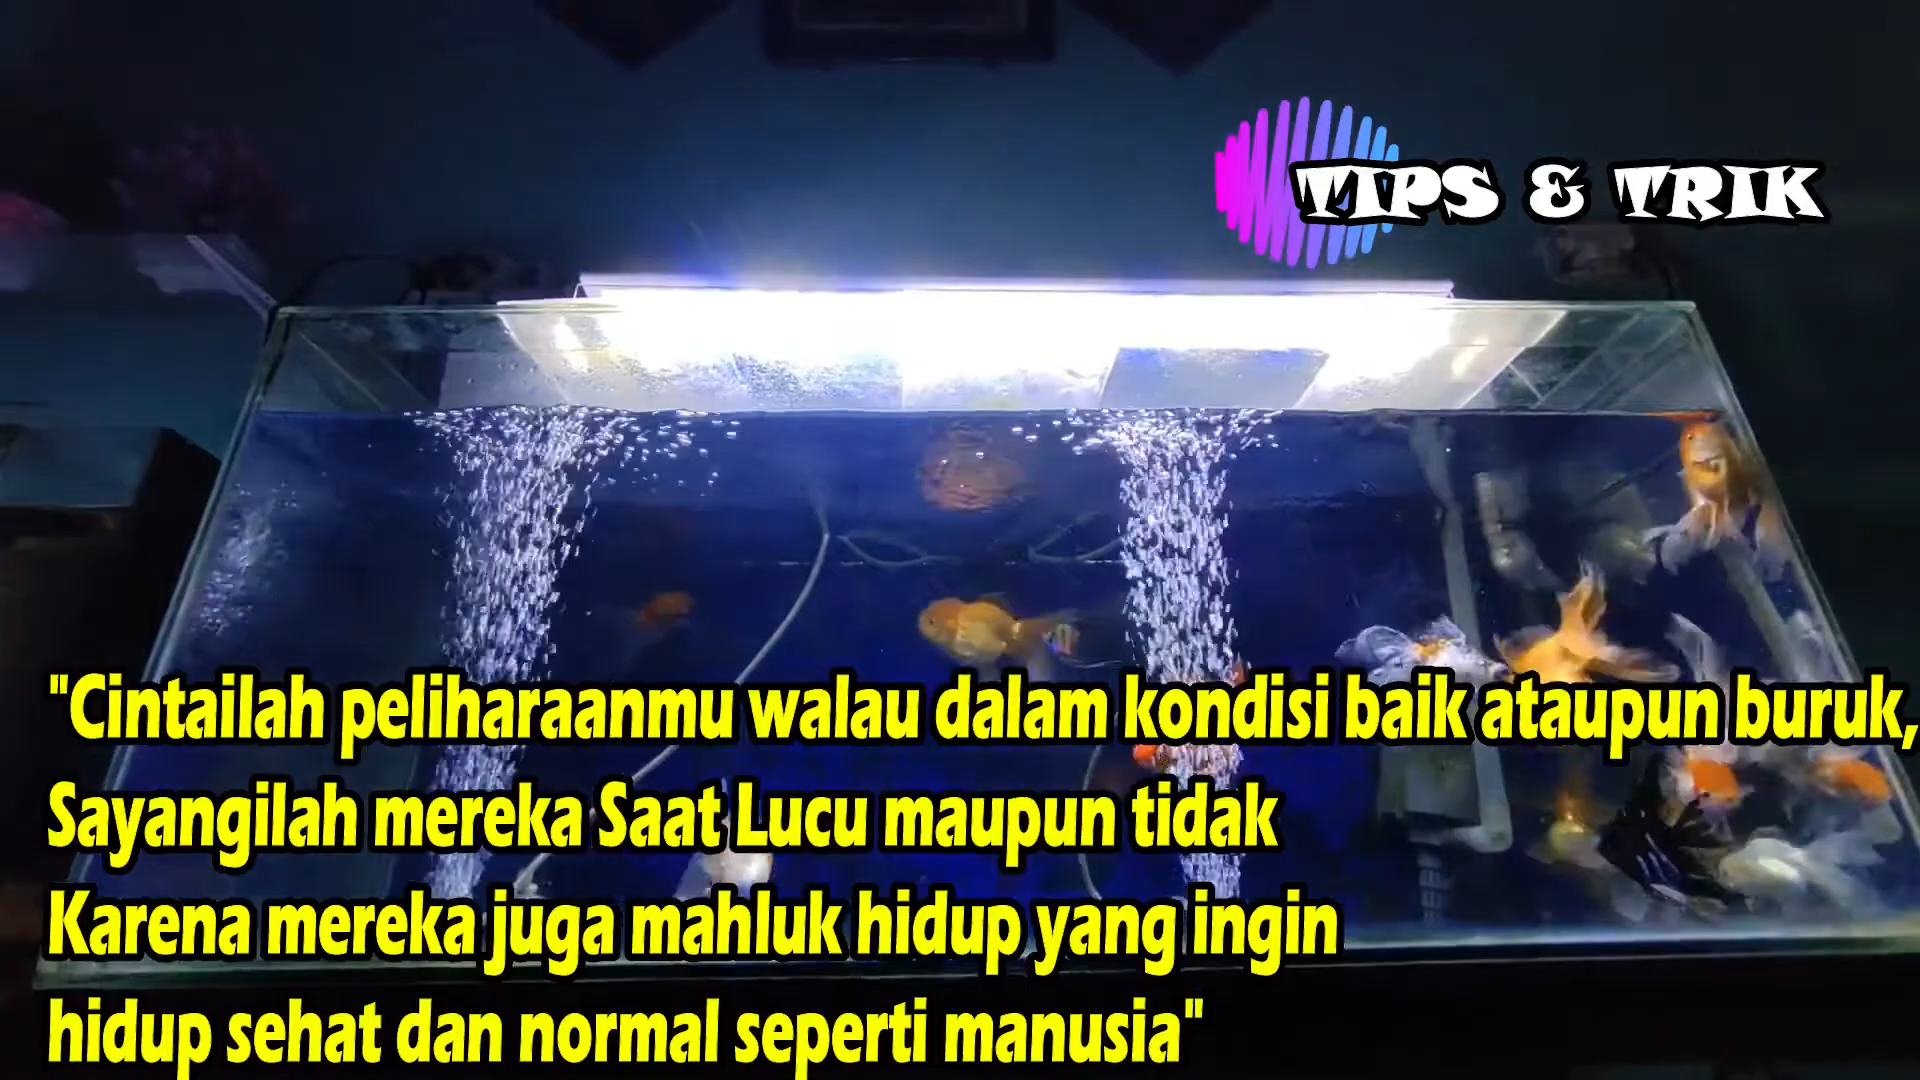 TIPS & TRIK
"Cintailah peliharaanmu walau dalam kondisi baik ataupun buruk,
Sayangilah mereka Saat Lucu maupun tidak
Karena mereka juga mahluk hidup yang ingin
hidup sehat dan normal seperti manusia"